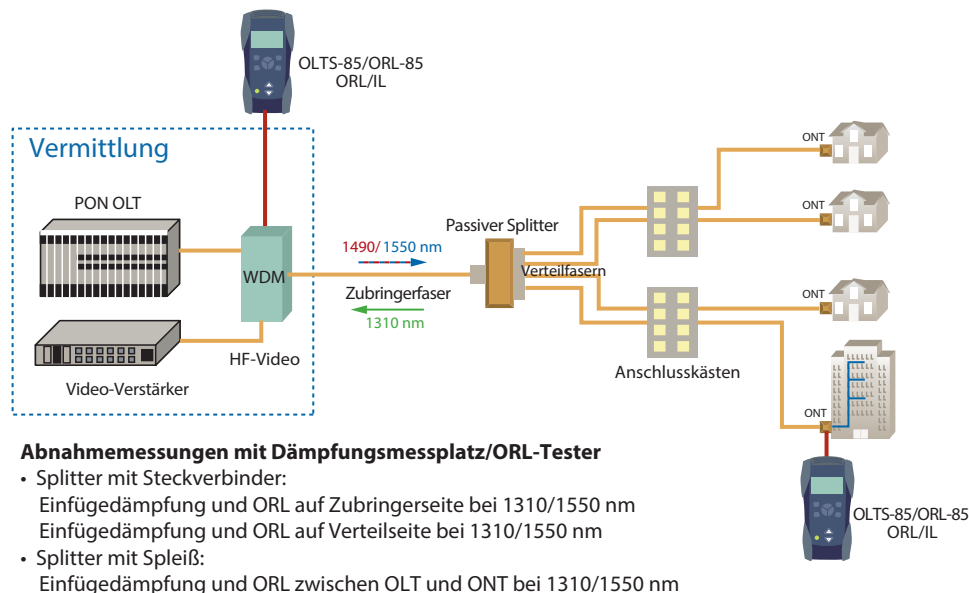 OLTS-85/ORL-85
ORL/IL
Vermittlung
PON OLT
WDM
HF-Video
Video-Verstärker
1490/1550 nm
Zubringerfaser
1310 nm
Passiver Splitter
Verteilfasern
Anschlusskästen
ONT
ONT
ONT
ONT
OLTS-85/ORL-85
ORL/IL
Abnahmemessungen mit Dämpfungsmessplatz/ORL-Tester
• Splitter mit Steckverbinder:
Einfügedämpfung und ORL auf Zubringerseite bei 1310/1550 nm
Einfügedämpfung und ORL auf Verteilseite bei 1310/1550 nm
• Splitter mit Spleiß:
Einfügedämpfung und ORL zwischen OLT und ONT bei 1310/1550 nm